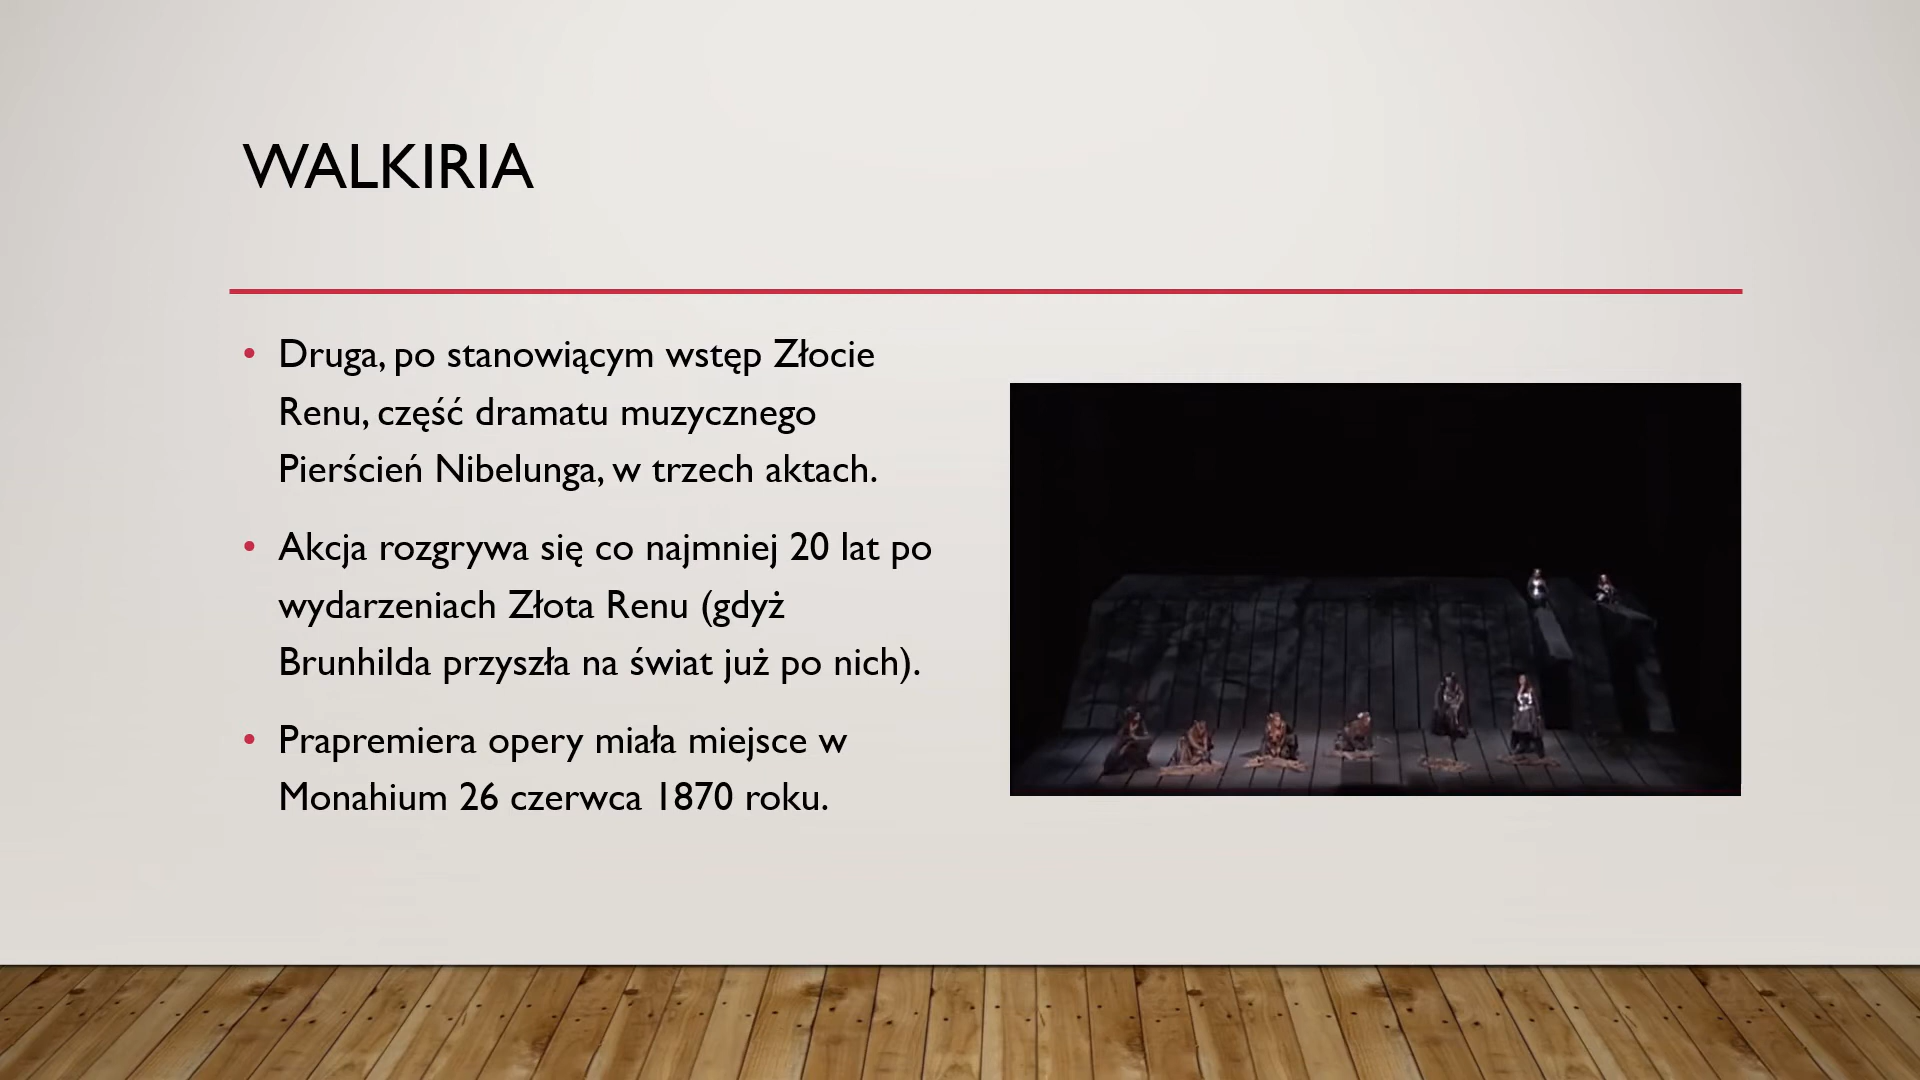 WALKIRIA
• Druga, po stanowiącym wstęp Złocie
Renu, część dramatu muzycznego
Pierścień Nibelunga, w trzech aktach.
• Akcja rozgrywa się co najmniej 20 lat po
wydarzeniach Złota Renu (gdyż
Brunhilda przyszła na świat już po nich).
• Prapremiera opery miała miejsce w
Monahium 26 czerwca 1870 roku.